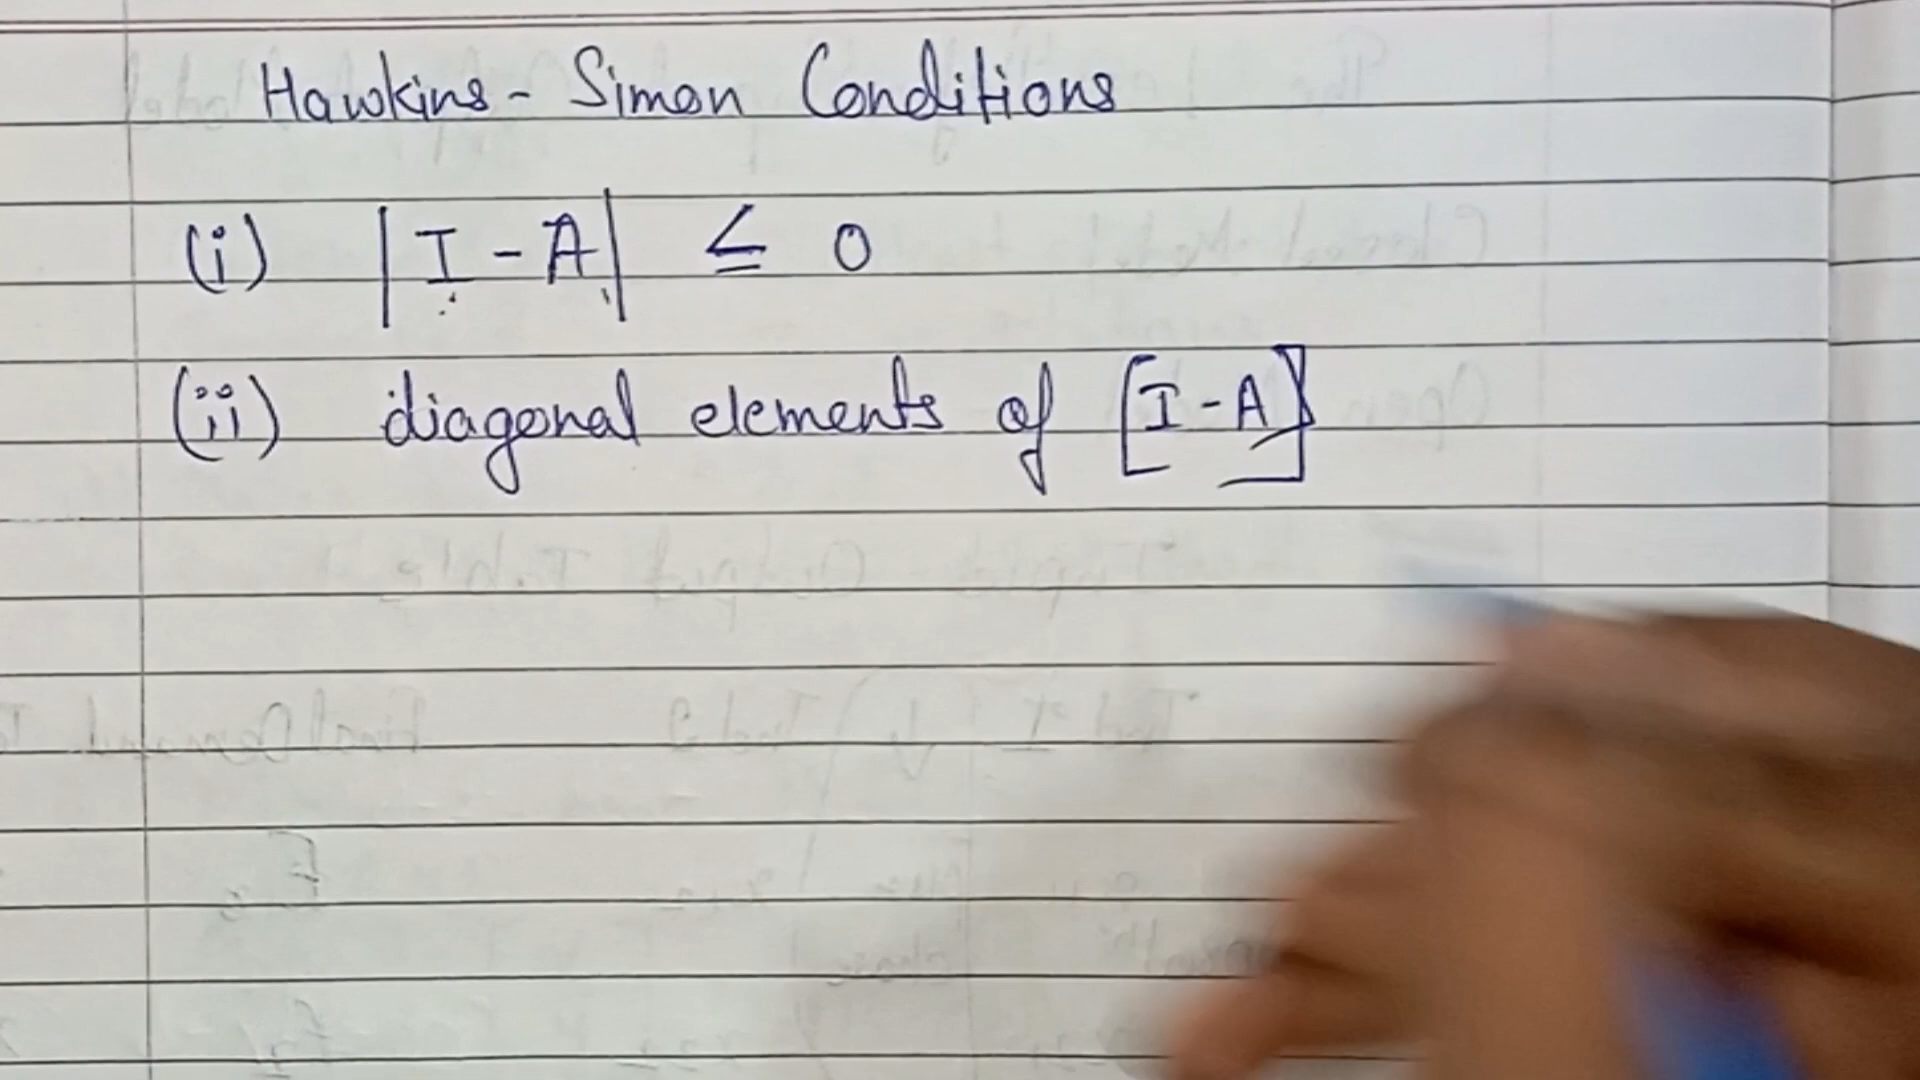 Hawkins - Simon Conditions
(i) |I - A| ≤ 0
(ii) diagonal elements of [I - A]